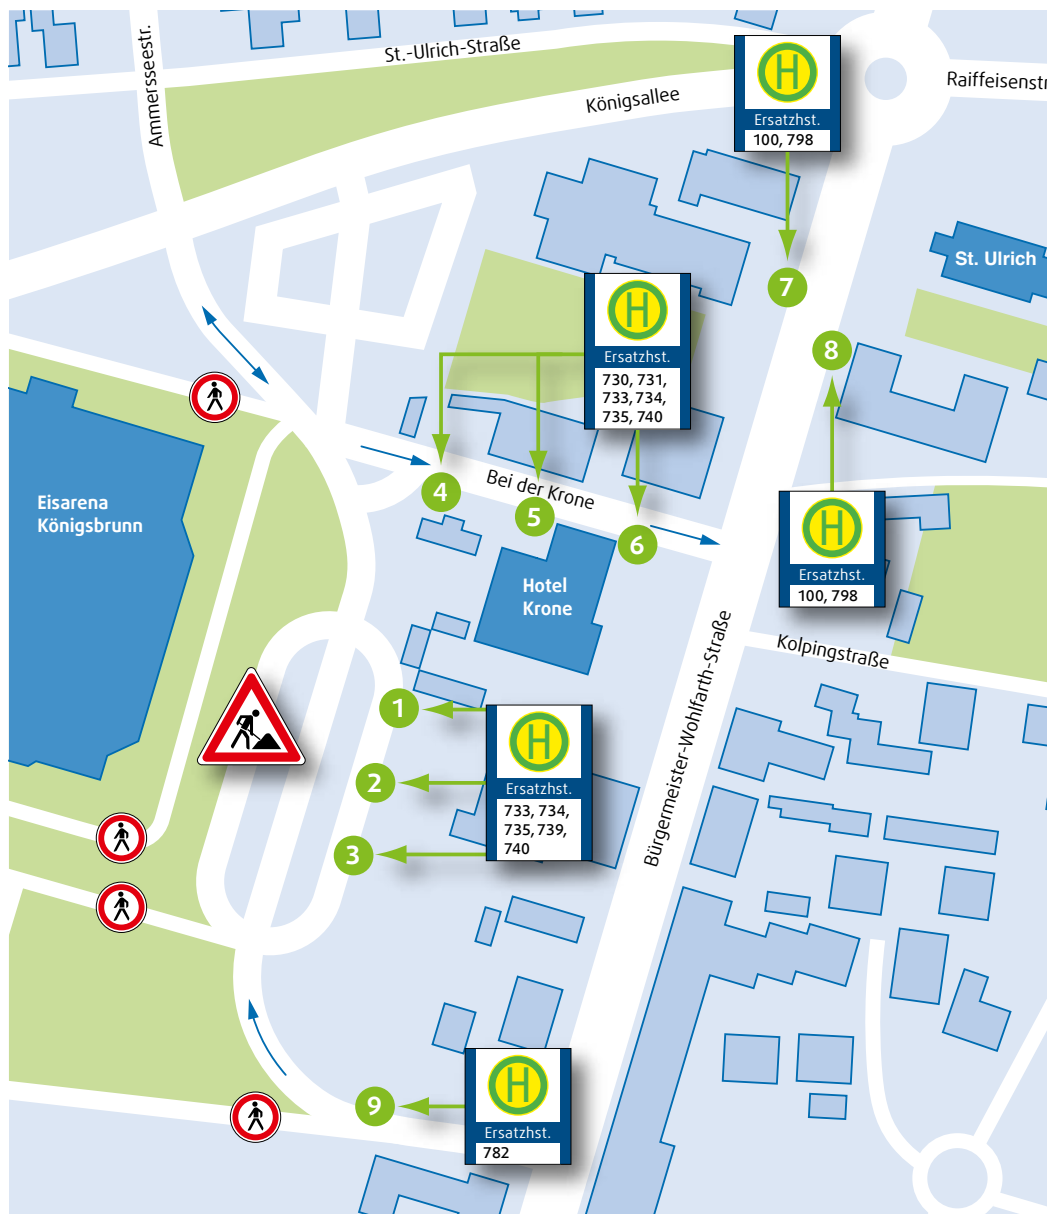 St.-Ulrich-Straße
Ammerseestr.
Königsallee
Raiffeisenstr
H
Ersatzhst.
100, 798
7
St. Ulrich
H
Ersatzhst.
730, 731,
733, 734,
735, 740
8
4
Bei der Krone
5
6
Eisarena
Königsbrunn
Hotel
Krone
H
Ersatzhst.
100, 798
Kolpingstraße
Bürgermeister-Wohlfarth-Straße
1
H
Ersatzhst.
733, 734,
735, 739,
740
2
3
9
H
Ersatzhst.
782